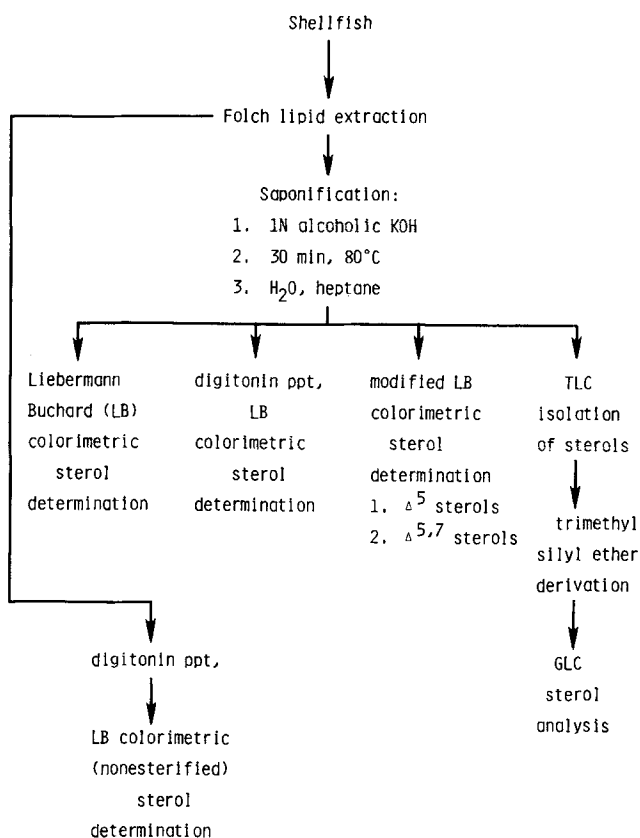 Shellfish
Folch lipid extraction
Saponification:
1. 1N alcoholic KOH
2. 30 min, 80°C
3. H₂O, heptane
Liebermann
Buchard (LB)
colorimetric
sterol
determination
digitonin ppt,
LB
colorimetric
sterol
determination
modified LB
colorimetric
sterol
determination
1. Δ⁵ sterols
2. Δ⁵,⁷ sterols
TLC
isolation
of sterols
trimethyl
silyl ether
derivation
GLC
sterol
analysis
digitonin ppt,
LB colorimetric
(nonesterified)
sterol
determination